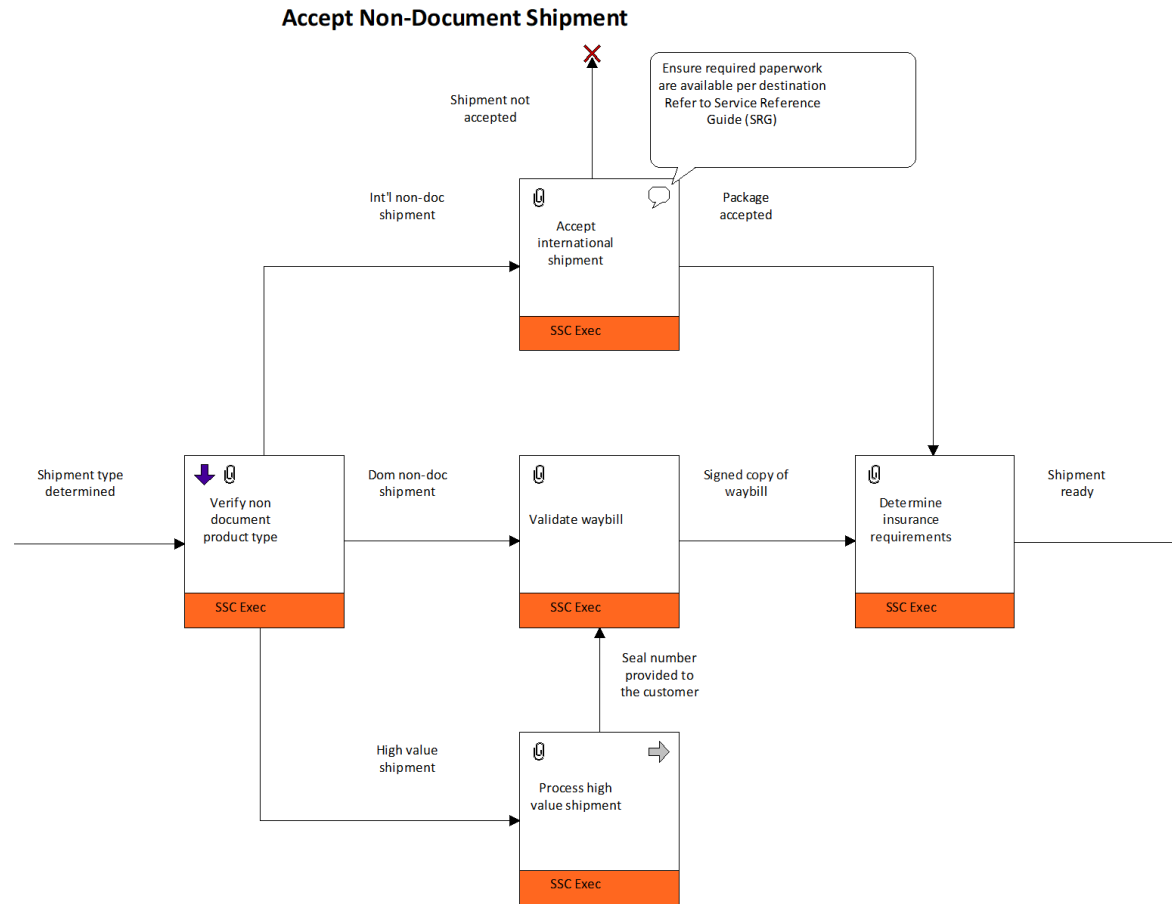 Accept Non-Document Shipment
Ensure required paperwork
are available per destination
Refer to Service Reference
Guide (SRG)
Shipment not
accepted
Int'l non-doc
shipment
Package
accepted
Accept
international
shipment
SSC Exec
Shipment type
determined
Verify non
document
product type
SSC Exec
Dom non-doc
shipment
Validate waybill
SSC Exec
Signed copy of
waybill
Determine
insurance
requirements
SSC Exec
Shipment
ready
Seal number
provided to
the customer
High value
shipment
Process high
value shipment
SSC Exec